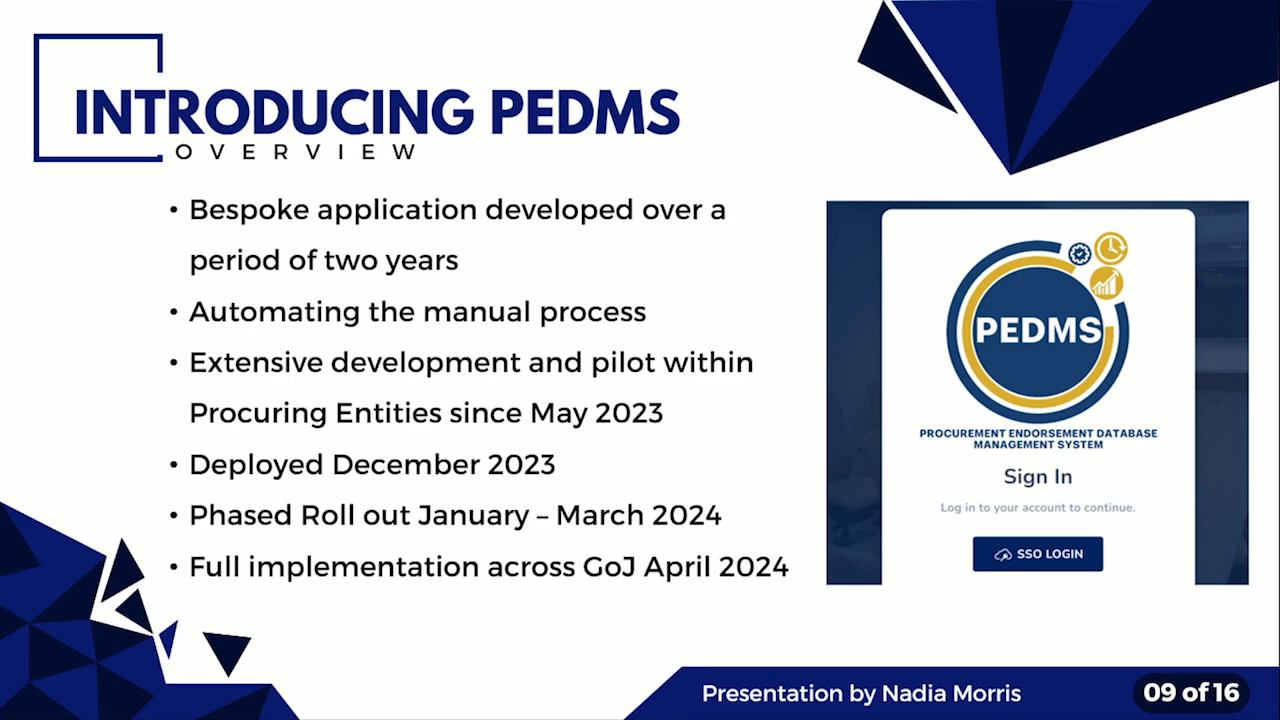 INTRODUCING PEDMS
OVERVIEW
• Bespoke application developed over a
period of two years
• Automating the manual process
• Extensive development and pilot within
Procuring Entities since May 2023
• Deployed December 2023
• Phased Roll out January – March 2024
• Full implementation across GoJ April 2024
PEDMS
PROCUREMENT ENDORSEMENT DATABASE
MANAGEMENT SYSTEM
Sign In
Log in to your account to continue.
SSO LOGIN
Presentation by Nadia Morris
09 of 16